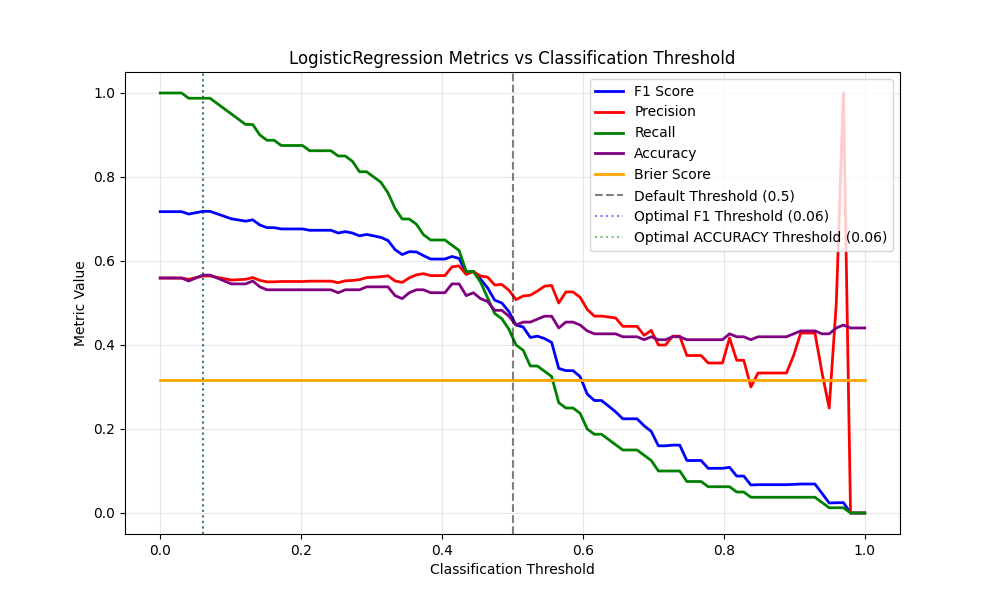 LogisticRegression Metrics vs Classification Threshold
F1 Score
Precision
Recall
Accuracy
Brier Score
Default Threshold (0.5)
Optimal F1 Threshold (0.06)
Optimal ACCURACY Threshold (0.06)
Metric Value
1.0
0.8
0.6
0.4
0.2
0.0
0.0 0.2 0.4 0.6 0.8 1.0
Classification Threshold